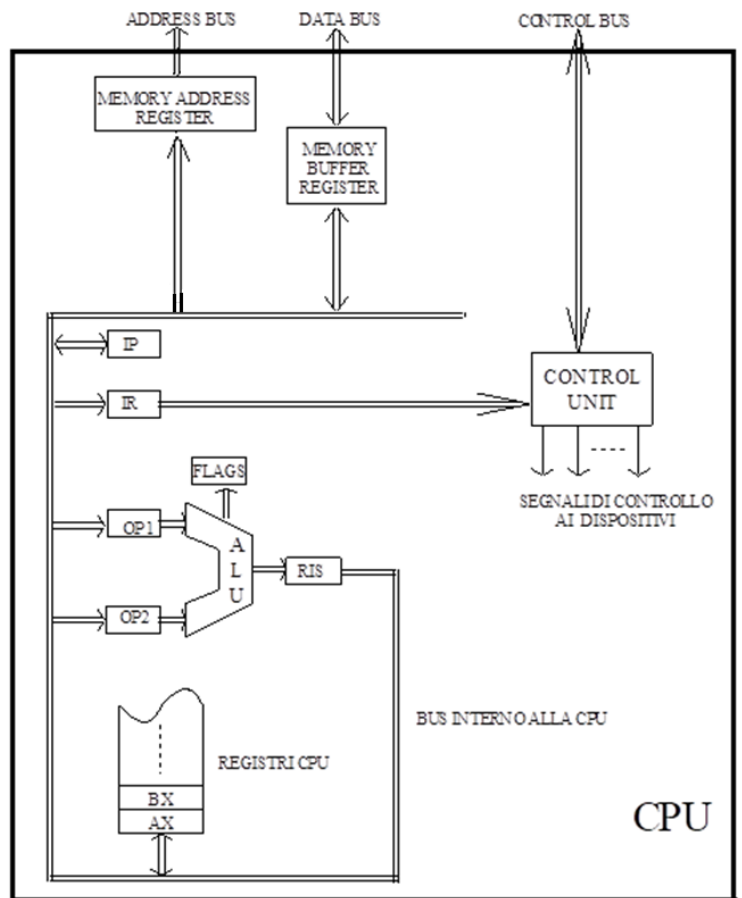 ADDRESS BUS
DATA BUS
CONTROL BUS
MEMORY ADDRESS
REGISTER
MEMORY
BUFFER
REGISTER
IP
IR
CONTROL
UNIT
FLAGS
SEGNALI DI CONTROLLO
AI DISPOSITIVI
OP1
A
L
U
RIS
OP2
BUS INTERNO ALLA CPU
REGISTRI CPU
BX
AX
CPU